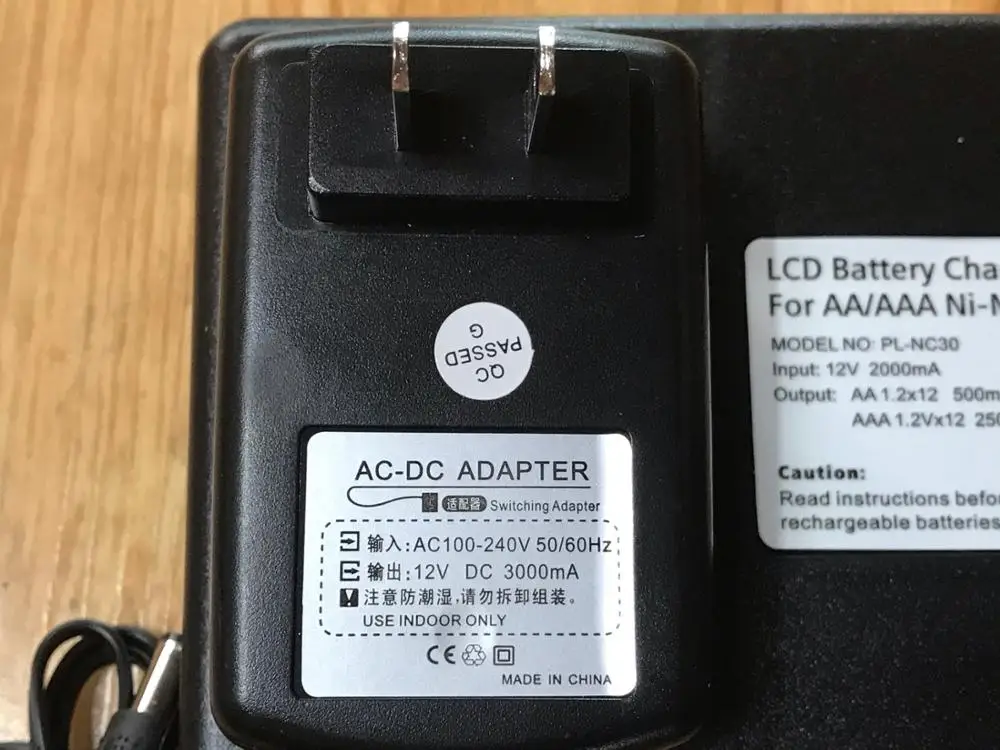 QC
PASSED
G
AC-DC ADAPTER
适配器 Switching Adapter
输入:AC100-240V 50/60Hz
输出:12V DC 3000mA
注意防潮湿,请勿拆卸组装。
USE INDOOR ONLY
CE
MADE IN CHINA
LCD Battery Cha
For AA/AAA Ni-
MODEL NO: PL-NC30
Input: 12V 2000mA
Output: AA 1.2x12 500m
AAA 1.2Vx12 250
Caution:
Read instructions befo
rechargeable batteries